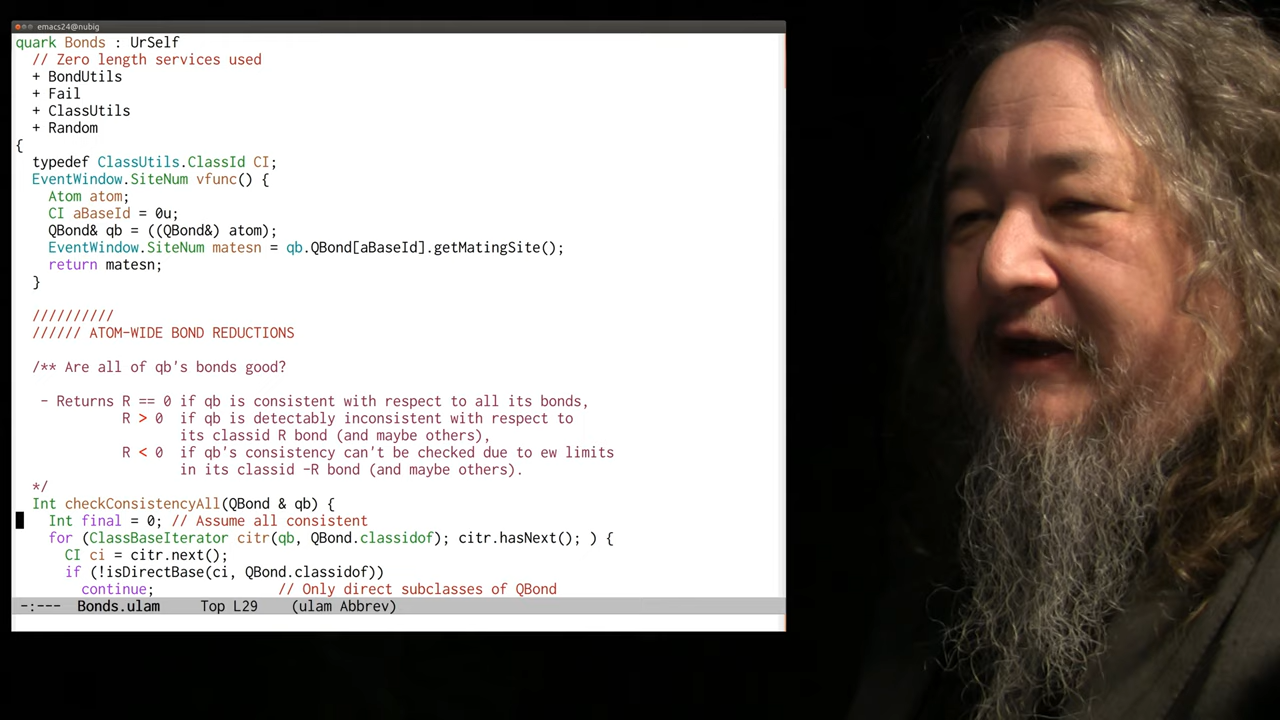 emacs24@nubig
quark Bonds : UrSelf
// Zero length services used
+ BondUtils
+ Fail
+ ClassUtils
+ Random
{
typedef ClassUtils.ClassId CI;
EventWindow.SiteNum vfunc() {
Atom atom;
CI aBaseId = 0u;
QBond& qb = ((QBond&) atom);
EventWindow.SiteNum matesn = qb.QBond[aBaseId].getMatingSite();
return matesn;
}
//////////
////// ATOM-WIDE BOND REDUCTIONS
/** Are all of qb's bonds good?
- Returns R == 0 if qb is consistent with respect to all its bonds,
R > 0 if qb is detectably inconsistent with respect to
its classid R bond (and maybe others),
R < 0 if qb's consistency can't be checked due to ew limits
in its classid -R bond (and maybe others).
*/
Int checkConsistencyAll(QBond & qb) {
Int final = 0; // Assume all consistent
for (ClassBaseIterator citr(qb, QBond.classidof); citr.hasNext(); ) {
CI ci = citr.next();
if (!isDirectBase(ci, QBond.classidof))
continue; // Only direct subclasses of QBond
-:--- Bonds.ulam Top L29 (ulam Abbrev)